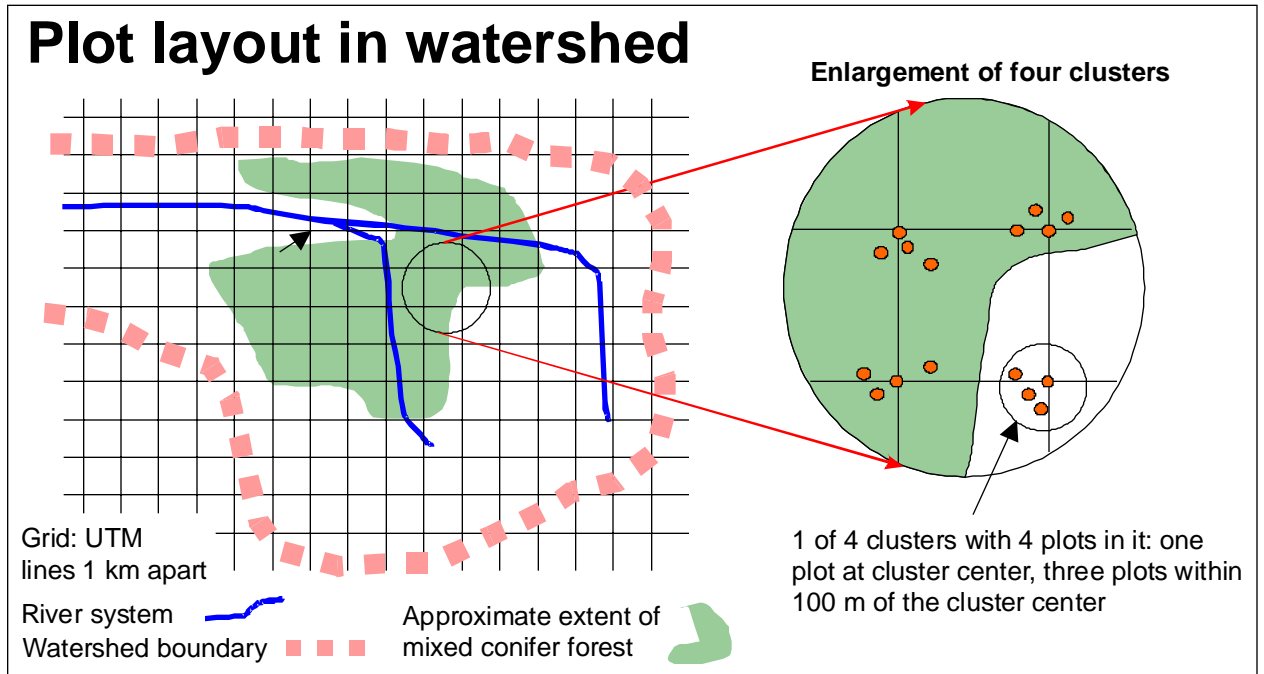 Plot layout in watershed
Enlargement of four clusters
Grid: UTM
lines 1 km apart
River system
Watershed boundary
Approximate extent of
mixed conifer forest
1 of 4 clusters with 4 plots in it: one
plot at cluster center, three plots within
100 m of the cluster center